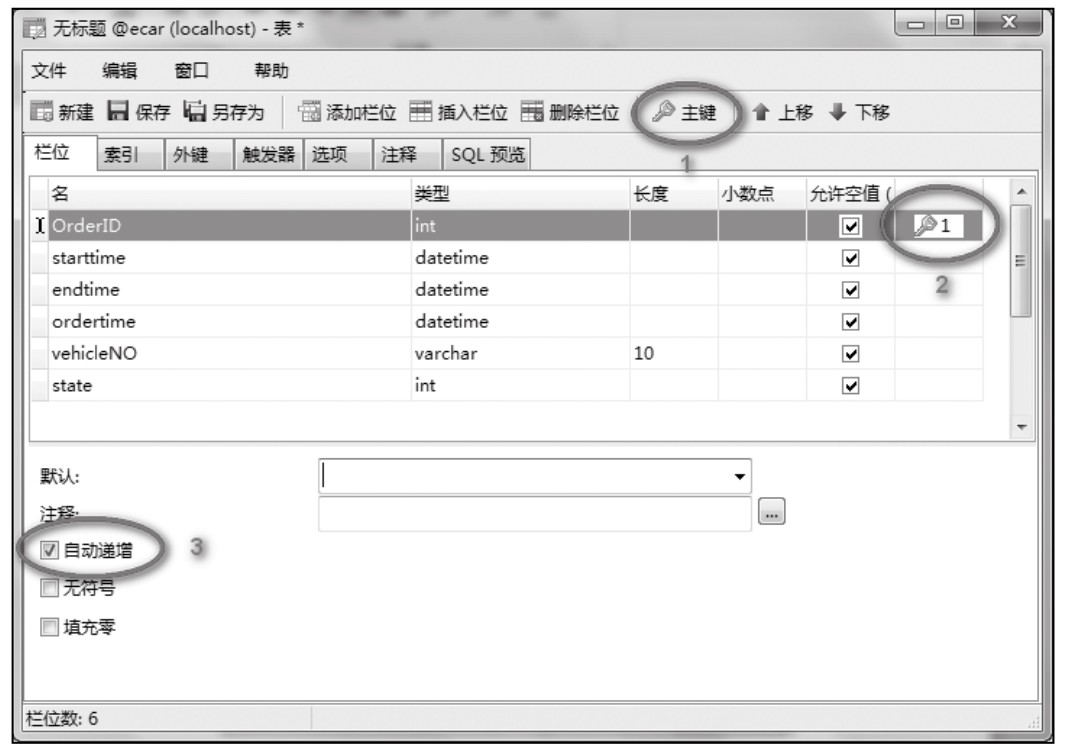 无标题 @ecar (localhost) - 表 *
文件 编辑 窗口 帮助
新建 保存 另存为 添加栏位 插入栏位 删除栏位 主键 上移 下移
栏位 索引 外键 触发器 选项 注释 SQL 预览
1
名 类型 长度 小数点 允许空值 (
OrderID int 1
starttime datetime
endtime datetime
2
ordertime datetime
vehicleNO varchar 10
state int
默认:
注释:
...
自动递增 3
无符号
填充零
栏位数: 6